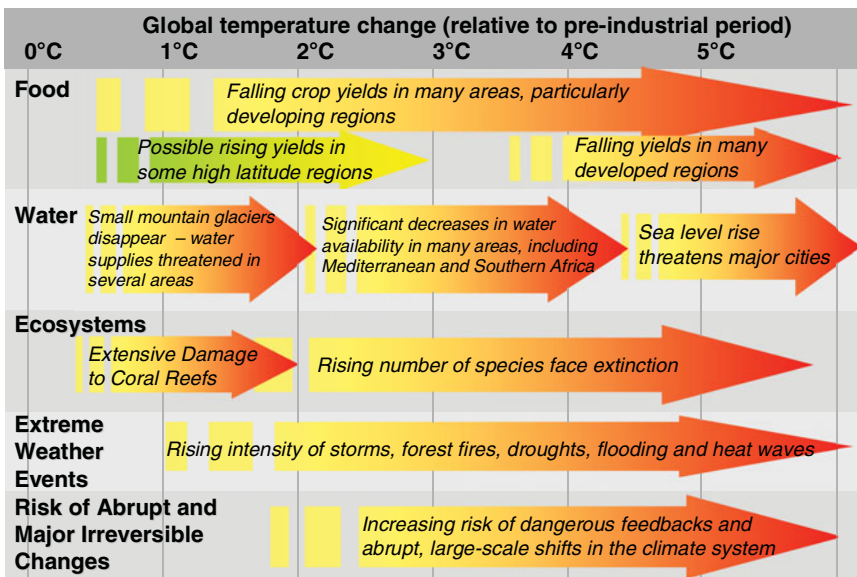 Global temperature change (relative to pre-industrial period)
0°C 1°C 2°C 3°C 4°C 5°C
Food
Falling crop yields in many areas, particularly
developing regions
Possible rising yields in
some high latitude regions
Falling yields in many
developed regions
Water
Small mountain glaciers
disappear – water
supplies threatened in
several areas
Significant decreases in water
availability in many areas, including
Mediterranean and Southern Africa
Sea level rise
threatens major cities
Ecosystems
Extensive Damage
to Coral Reefs
Rising number of species face extinction
Extreme
Weather
Events
Rising intensity of storms, forest fires, droughts, flooding and heat waves
Risk of Abrupt and
Major Irreversible
Changes
Increasing risk of dangerous feedbacks and
abrupt, large-scale shifts in the climate system